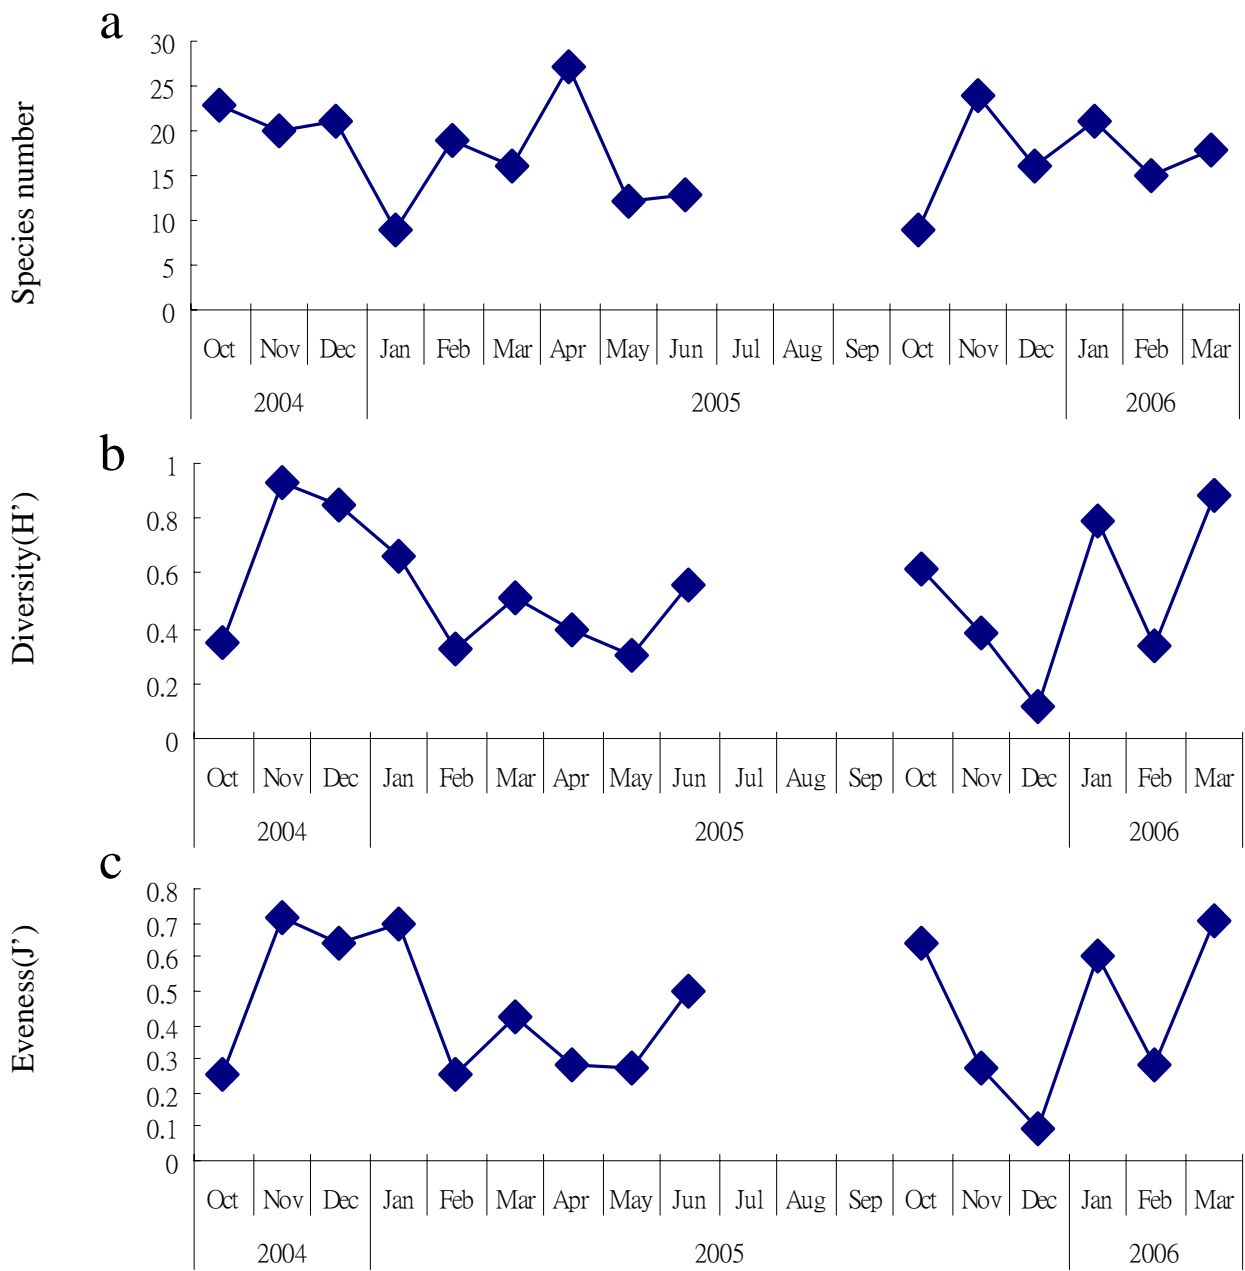 a
Species number
30
25
20
15
10
5
0
Oct Nov Dec Jan Feb Mar Apr May Jun Jul Aug Sep Oct Nov Dec Jan Feb Mar
2004 2005 2006
b
Diversity(H’)
1
0.8
0.6
0.4
0.2
0
Oct Nov Dec Jan Feb Mar Apr May Jun Jul Aug Sep Oct Nov Dec Jan Feb Mar
2004 2005 2006
c
Eveness(J’)
0.8
0.7
0.6
0.5
0.4
0.3
0.2
0.1
0
Oct Nov Dec Jan Feb Mar Apr May Jun Jul Aug Sep Oct Nov Dec Jan Feb Mar
2004 2005 2006